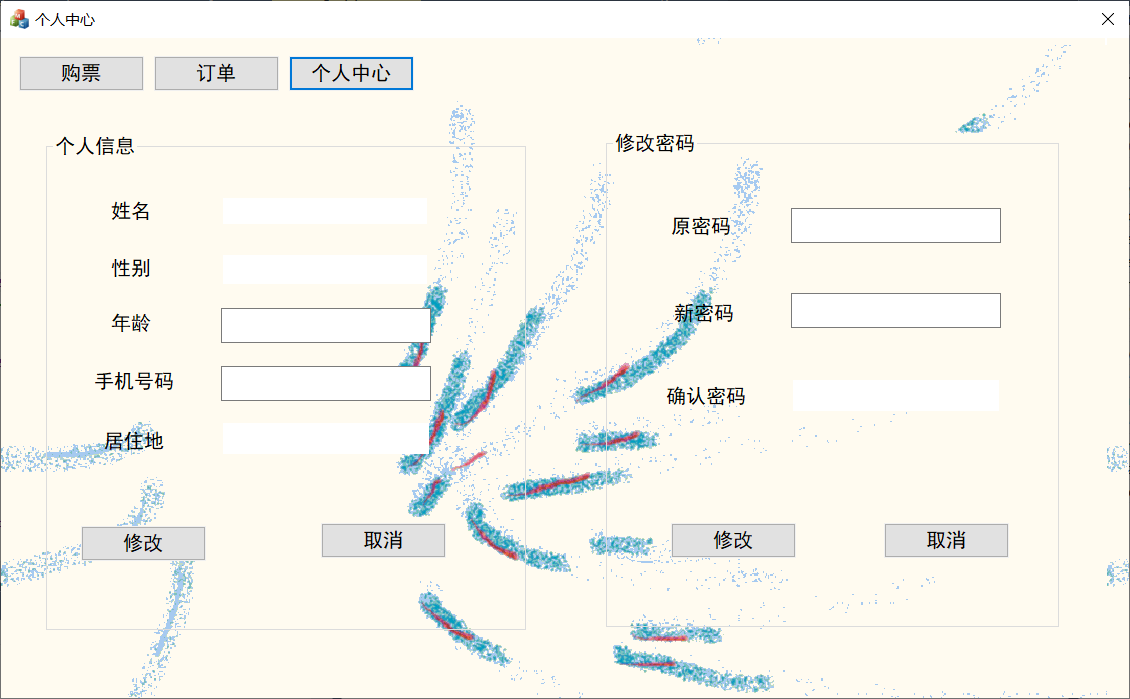 个人中心
购票
订单
个人中心
个人信息
姓名
性别
年龄
手机号码
居住地
修改
取消
修改密码
原密码
新密码
确认密码
修改
取消